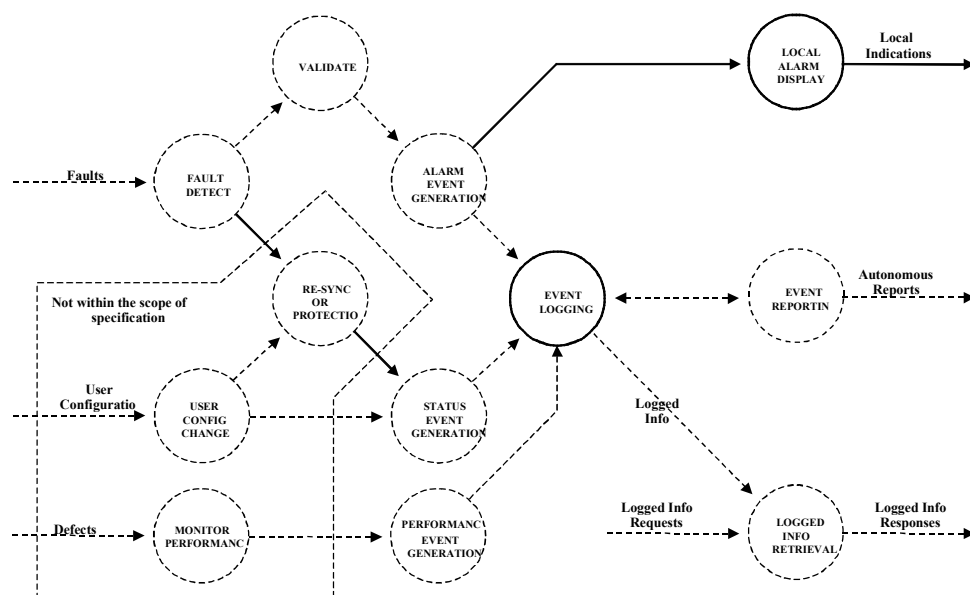 VALIDATE
LOCAL
ALARM
DISPLAY
Local
Indications
Faults
FAULT
DETECT
ALARM
EVENT
GENERATION
Not within the scope of
specification
RE-SYNC
OR
PROTECTIO
EVENT
LOGGING
EVENT
REPORTIN
Autonomous
Reports
User
Configuratio
USER
CONFIG
CHANGE
STATUS
EVENT
GENERATION
Logged
Info
Defects
MONITOR
PERFORMANC
PERFORMANC
EVENT
GENERATION
Logged Info
Requests
LOGGED
INFO
RETRIEVAL
Logged Info
Responses